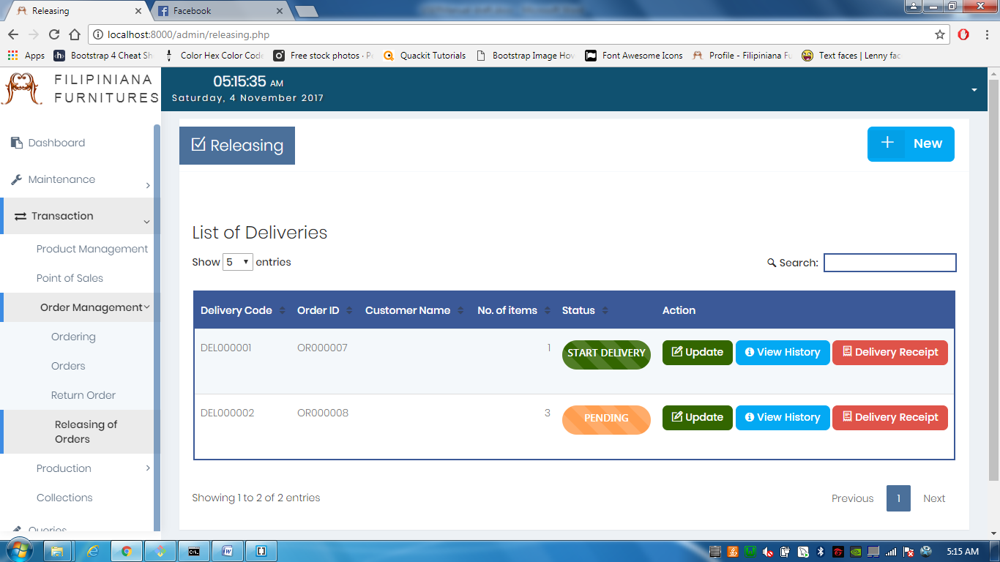 Releasing
Facebook
localhost:8000/admin/releasing.php
Apps
Bootstrap 4 Cheat Sh
Color Hex Color Code
Free stock photos · Pe
Quackit Tutorials
Bootstrap Image Hov
Font Awesome Icons
Profile - Filipiniana Fu
Text faces | Lenny fac
FILIPINIANA
FURNITURES
05:15:35 AM
Saturday, 4 November 2017
Dashboard
Maintenance
Transaction
Product Management
Point of Sales
Order Management
Ordering
Orders
Return Order
Releasing of
Orders
Production
Collections
Queries
Releasing
New
List of Deliveries
Show 5 entries
Search:
Delivery Code Order ID Customer Name No. of items Status Action
DEL000001 OR000007 1 START DELIVERY Update View History Delivery Receipt
DEL000002 OR000008 3 PENDING Update View History Delivery Receipt
Showing 1 to 2 of 2 entries
Previous 1 Next
5:15 AM